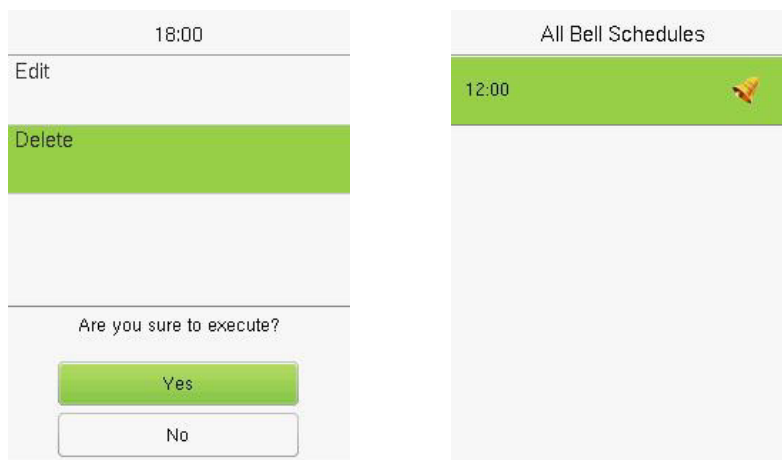 18:00
Edit
Delete
Are you sure to execute?
Yes
No
All Bell Schedules
12:00